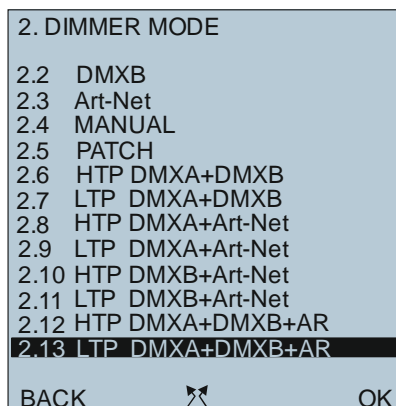 2. DIMMER MODE
2.2 DMXB
2.3 Art-Net
2.4 MANUAL
2.5 PATCH
2.6 HTP DMXA+DMXB
2.7 LTP DMXA+DMXB
2.8 HTP DMXA+Art-Net
2.9 LTP DMXA+Art-Net
2.10 HTP DMXB+Art-Net
2.11 LTP DMXB+Art-Net
2.12 HTP DMXA+DMXB+AR
2.13 LTP DMXA+DMXB+AR
BACK OK